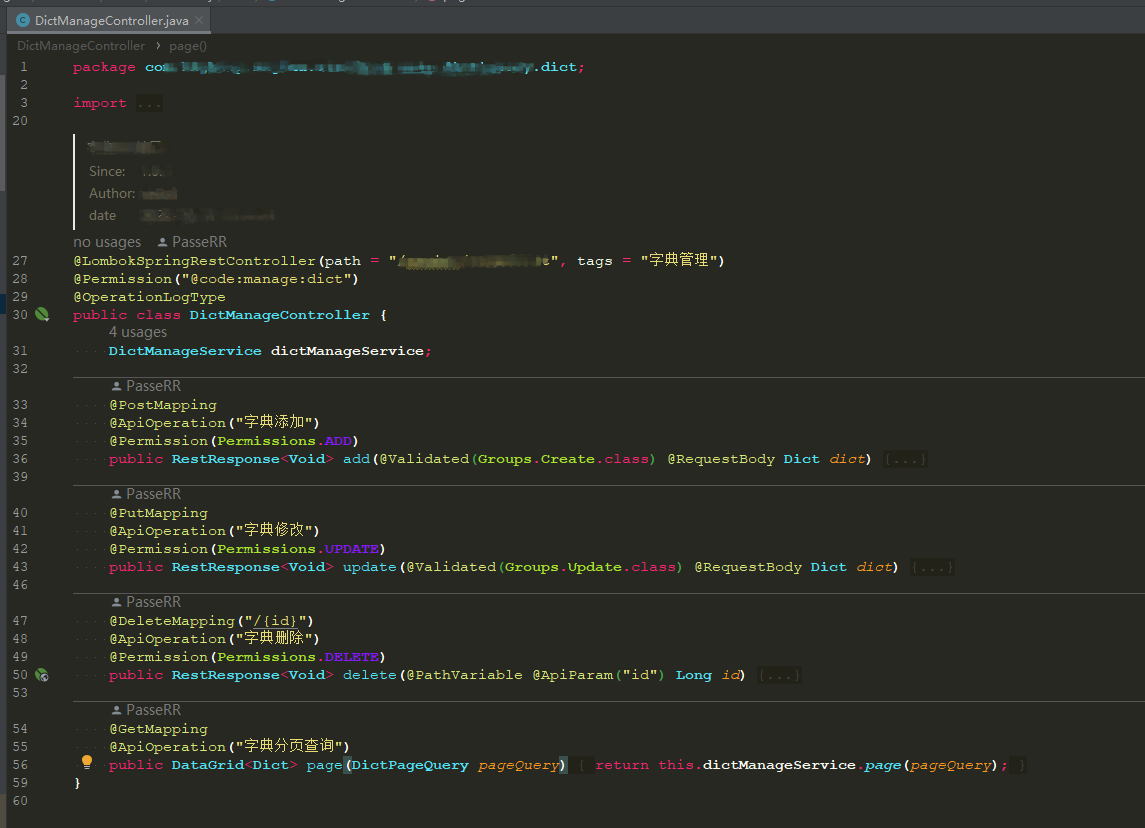 DictManageController.java
DictManageController › page()
1 package .dict;
2
3 import ...
20
Since:
Author:
date
no usages PasseRR
27 @LombokSpringRestController(path = "/", tags = "字典管理")
28 @Permission("@code:manage:dict")
29 @OperationLogType
30 public class DictManageController {
4 usages
31 DictManageService dictManageService;
32
PasseRR
33 @PostMapping
34 @ApiOperation("字典添加")
35 @Permission(Permissions.ADD)
36 public RestResponse<Void> add(@Validated(Groups.Create.class) @RequestBody Dict dict) {...}
39
PasseRR
40 @PutMapping
41 @ApiOperation("字典修改")
42 @Permission(Permissions.UPDATE)
43 public RestResponse<Void> update(@Validated(Groups.Update.class) @RequestBody Dict dict) {...}
46
PasseRR
47 @DeleteMapping("/{id}")
48 @ApiOperation("字典删除")
49 @Permission(Permissions.DELETE)
50 public RestResponse<Void> delete(@PathVariable @ApiParam("id") Long id) {...}
53
PasseRR
54 @GetMapping
55 @ApiOperation("字典分页查询")
56 public DataGrid<Dict> page(DictPageQuery pageQuery) { return this.dictManageService.page(pageQuery); }
59 }
60